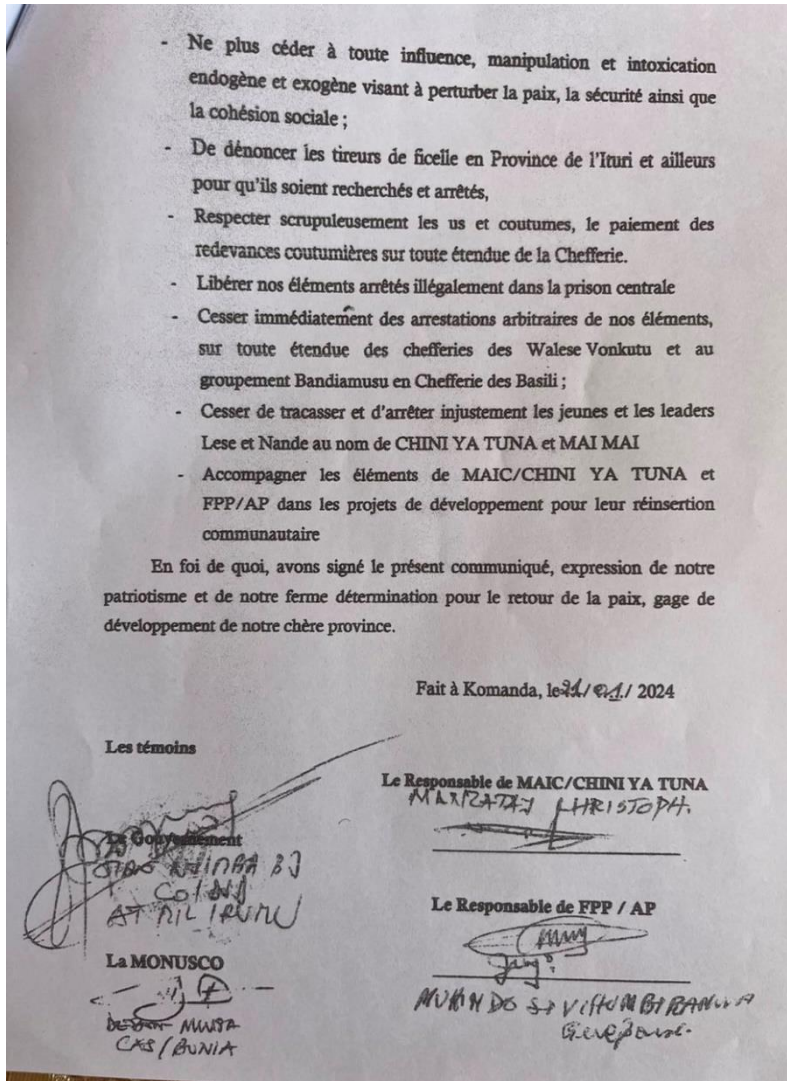 - Ne plus céder à toute influence, manipulation et intoxication
endogène et exogène visant à perturber la paix, la sécurité ainsi que
la cohésion sociale ;
- De dénoncer les tireurs de ficelle en Province de l'Ituri et ailleurs
pour qu'ils soient recherchés et arrêtés,
- Respecter scrupuleusement les us et coutumes, le paiement des
redevances coutumières sur toute étendue de la Chefferie.
- Libérer nos éléments arrêtés illégalement dans la prison centrale
- Cesser immédiatement des arrestations arbitraires de nos éléments,
sur toute étendue des chefferies des Walese Vonkutu et au
groupement Bandiamusu en Chefferie des Basili ;
- Cesser de tracasser et d'arrêter injustement les jeunes et les leaders
Lese et Nande au nom de CHINI YA TUNA et MAI MAI
- Accompagner les éléments de MAIC/CHINI YA TUNA et
FPP/AP dans les projets de développement pour leur réinsertion
communautaire
En foi de quoi, avons signé le présent communiqué, expression de notre
patriotisme et de notre ferme détermination pour le retour de la paix, gage de
développement de notre chère province.
Fait à Komanda, le / 2024
Les témoins
Le Responsable de MAIC/CHINI YA TUNA
CHRISTOPH.
Le Gouvernement
COLONEL
AT MIL IRUMU
Le Responsable de FPP / AP
La MONUSCO
MUKANDO
CAS/BUNIA